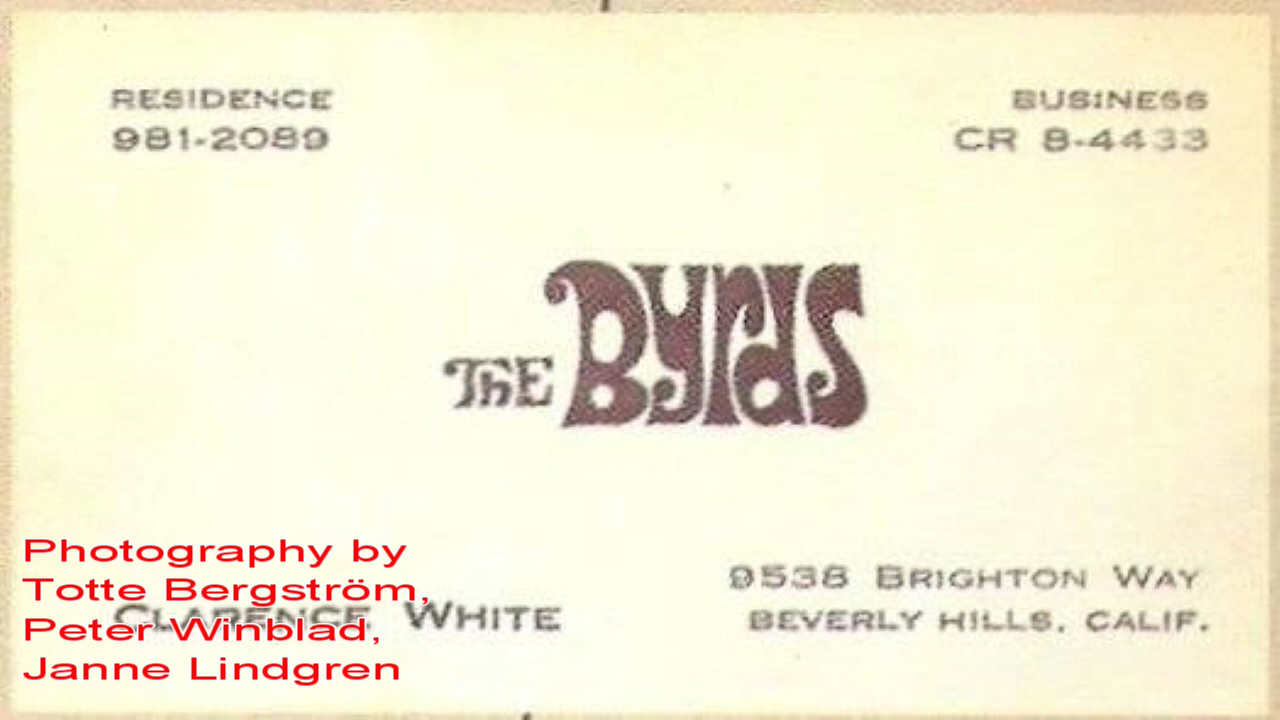 RESIDENCE
981-2089
BUSINESS
CR 8-4433
THE Byrds
CLARENCE WHITE
9538 BRIGHTON WAY
BEVERLY HILLS, CALIF.
Photography by
Totte Bergström,
Peter Winblad,
Janne Lindgren